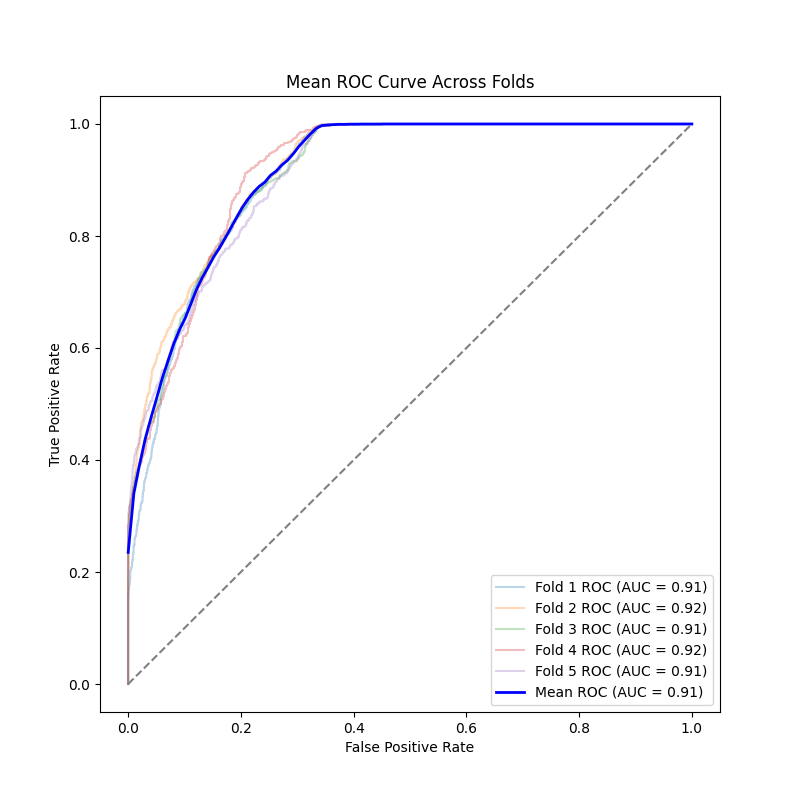 Mean ROC Curve Across Folds
1.0
0.8
0.6
0.4
0.2
0.0
True Positive Rate
0.0 0.2 0.4 0.6 0.8 1.0
False Positive Rate
Fold 1 ROC (AUC = 0.91)
Fold 2 ROC (AUC = 0.92)
Fold 3 ROC (AUC = 0.91)
Fold 4 ROC (AUC = 0.92)
Fold 5 ROC (AUC = 0.91)
Mean ROC (AUC = 0.91)